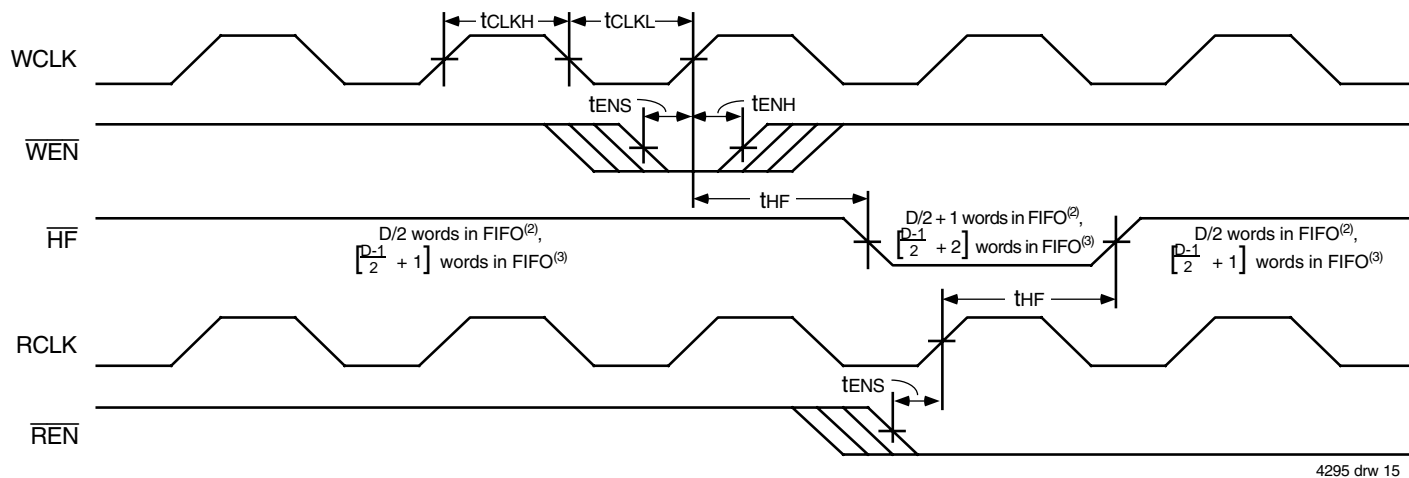 tCLKH
tCLKL
WCLK
tENS
tENH
WEN
tHF
HF
D/2 words in FIFO(2),
[D-1/2 + 1] words in FIFO(3)
D/2 + 1 words in FIFO(2),
[D-1/2 + 2] words in FIFO(3)
D/2 words in FIFO(2),
[D-1/2 + 1] words in FIFO(3)
tHF
RCLK
tENS
REN
4295 drw 15